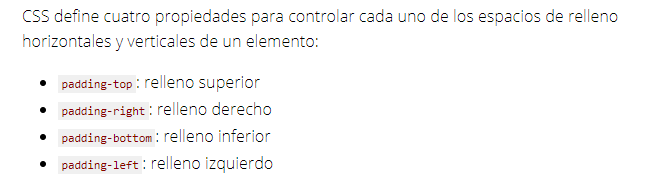 CSS define cuatro propiedades para controlar cada uno de los espacios de relleno
horizontales y verticales de un elemento:
• padding-top: relleno superior
• padding-right: relleno derecho
• padding-bottom: relleno inferior
• padding-left: relleno izquierdo